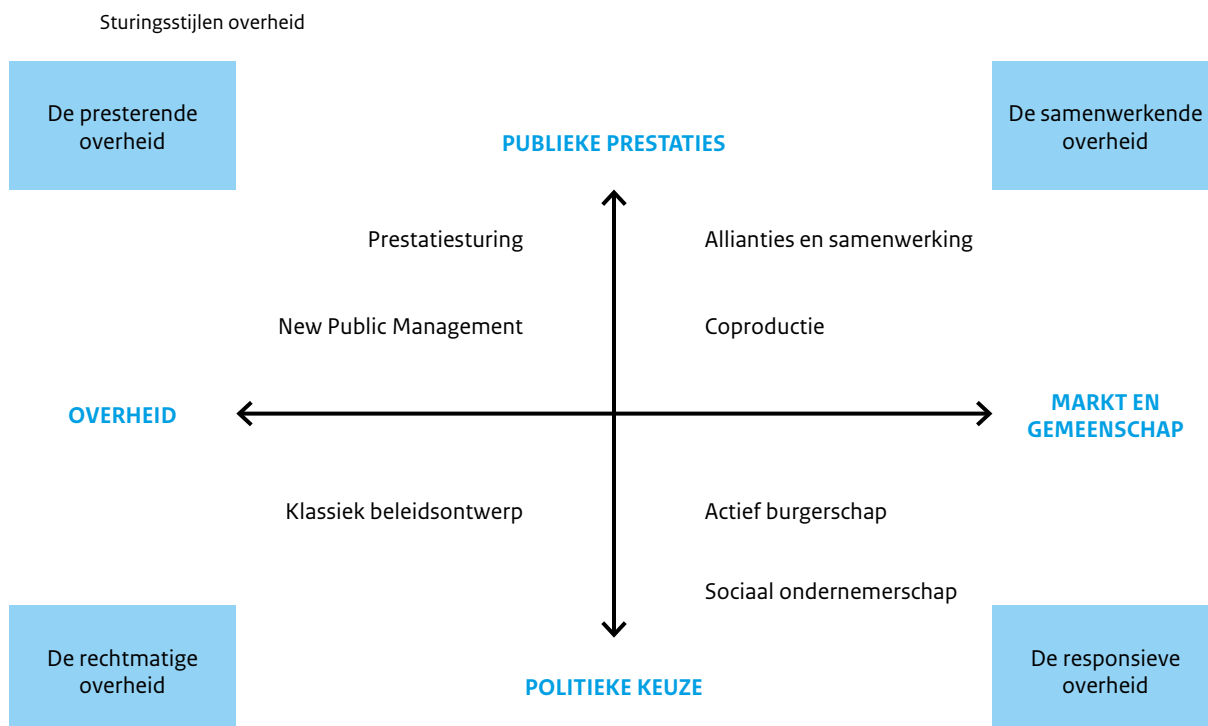 Sturingsstijlen overheid
De presterende
overheid
De samenwerkende
overheid
PUBLIEKE PRESTATIES
Prestatiesturing
Allianties en samenwerking
New Public Management
Coproductie
OVERHEID
MARKT EN
GEMEENSCHAP
Klassiek beleidsontwerp
Actief burgerschap
Sociaal ondernemerschap
De rechtmatige
overheid
POLITIEKE KEUZE
De responsieve
overheid